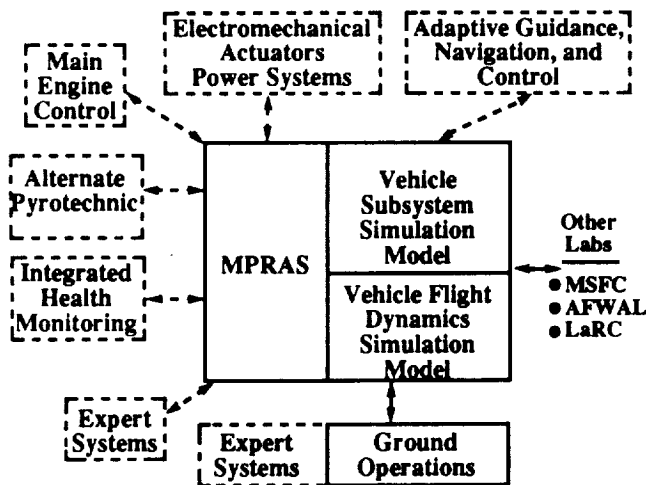 Main
Engine
Control
Electromechanical
Actuators
Power Systems
Adaptive Guidance,
Navigation, and
Control
Alternate
Pyrotechnic
Integrated
Health
Monitoring
Expert
Systems
MPRAS
Vehicle
Subsystem
Simulation
Model
Vehicle Flight
Dynamics
Simulation
Model
Other
Labs
● MSFC
● AFWAL
● LaRC
Expert
Systems
Ground
Operations